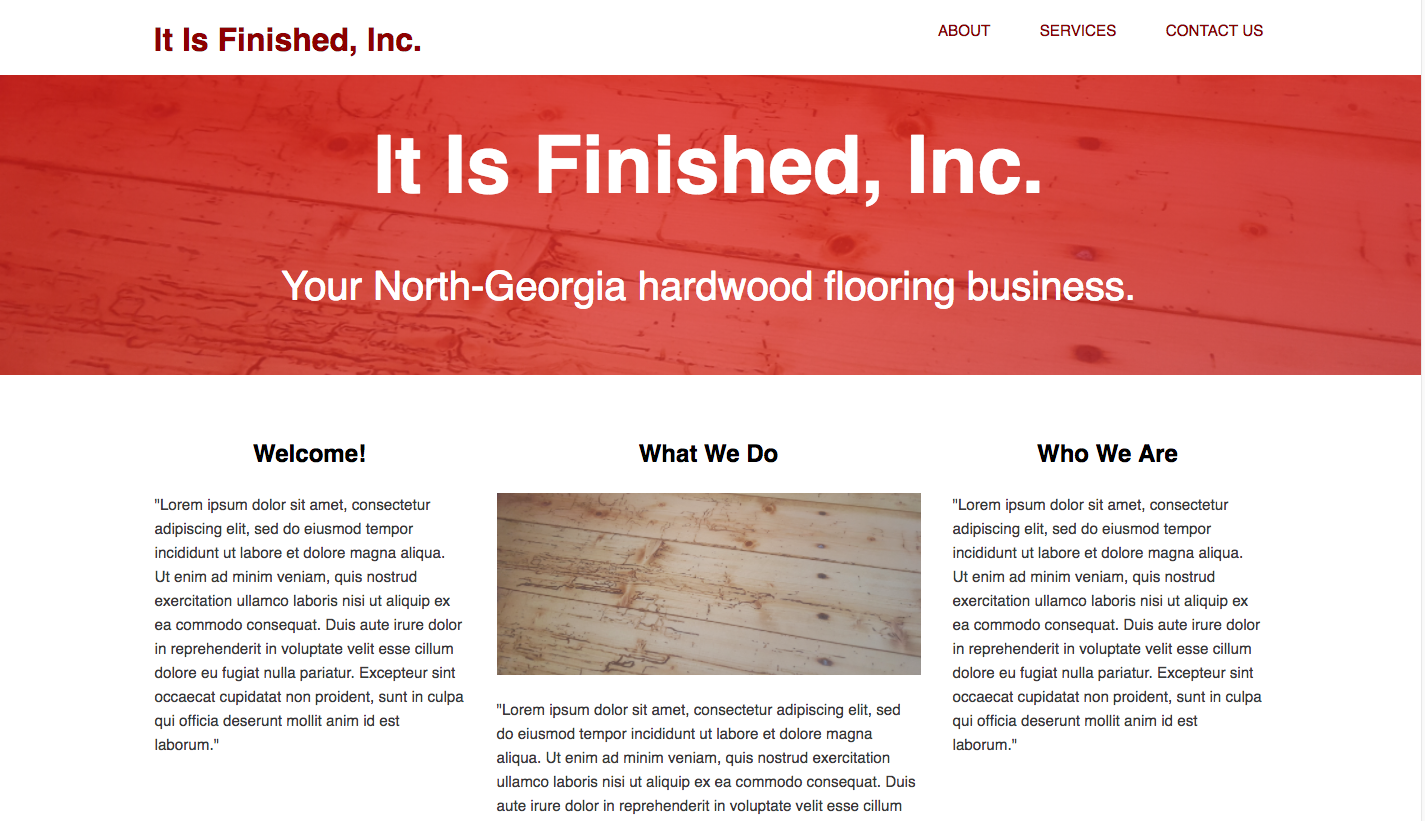 It Is Finished, Inc.
ABOUT SERVICES CONTACT US
It Is Finished, Inc.
Your North-Georgia hardwood flooring business.
Welcome!
"Lorem ipsum dolor sit amet, consectetur
adipiscing elit, sed do eiusmod tempor
incididunt ut labore et dolore magna aliqua.
Ut enim ad minim veniam, quis nostrud
exercitation ullamco laboris nisi ut aliquip ex
ea commodo consequat. Duis aute irure dolor
in reprehenderit in voluptate velit esse cillum
dolore eu fugiat nulla pariatur. Excepteur sint
occaecat cupidatat non proident, sunt in culpa
qui officia deserunt mollit anim id est
laborum."
What We Do
"Lorem ipsum dolor sit amet, consectetur adipiscing elit, sed
do eiusmod tempor incididunt ut labore et dolore magna
aliqua. Ut enim ad minim veniam, quis nostrud exercitation
ullamco laboris nisi ut aliquip ex ea commodo consequat. Duis
aute irure dolor in reprehenderit in voluptate velit esse cillum
Who We Are
"Lorem ipsum dolor sit amet, consectetur
adipiscing elit, sed do eiusmod tempor
incididunt ut labore et dolore magna aliqua.
Ut enim ad minim veniam, quis nostrud
exercitation ullamco laboris nisi ut aliquip ex
ea commodo consequat. Duis aute irure dolor
in reprehenderit in voluptate velit esse cillum
dolore eu fugiat nulla pariatur. Excepteur sint
occaecat cupidatat non proident, sunt in culpa
qui officia deserunt mollit anim id est
laborum."